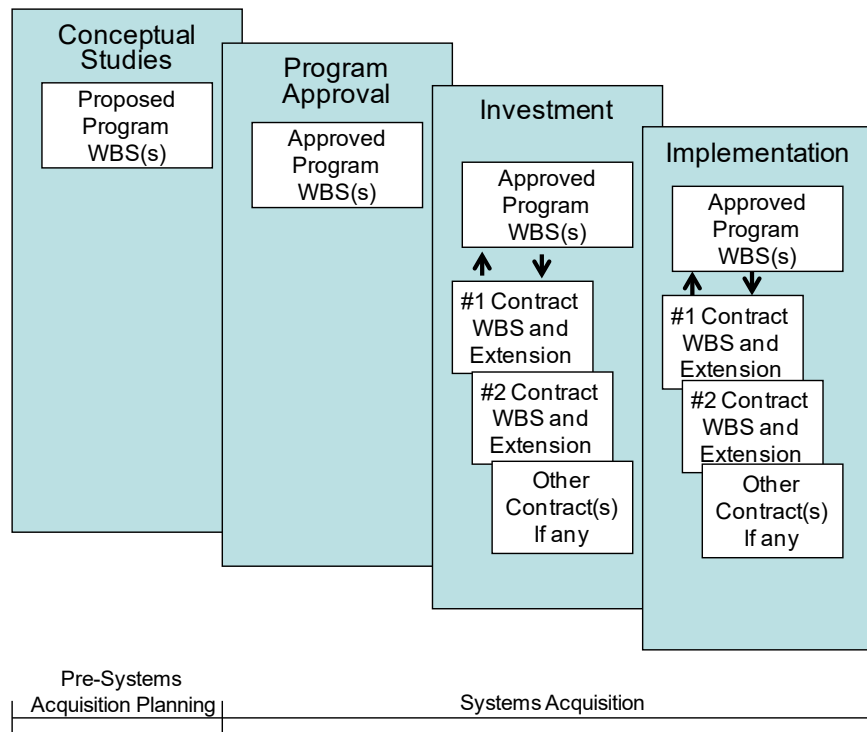 Conceptual
Studies
Proposed
Program
WBS(s)
Program
Approval
Approved
Program
WBS(s)
Investment
Approved
Program
WBS(s)
#1 Contract
WBS and
Extension
#2 Contract
WBS and
Extension
Other
Contract(s)
If any
Implementation
Approved
Program
WBS(s)
#1 Contract
WBS and
Extension
#2 Contract
WBS and
Extension
Other
Contract(s)
If any
Pre-Systems
Acquisition Planning
Systems Acquisition